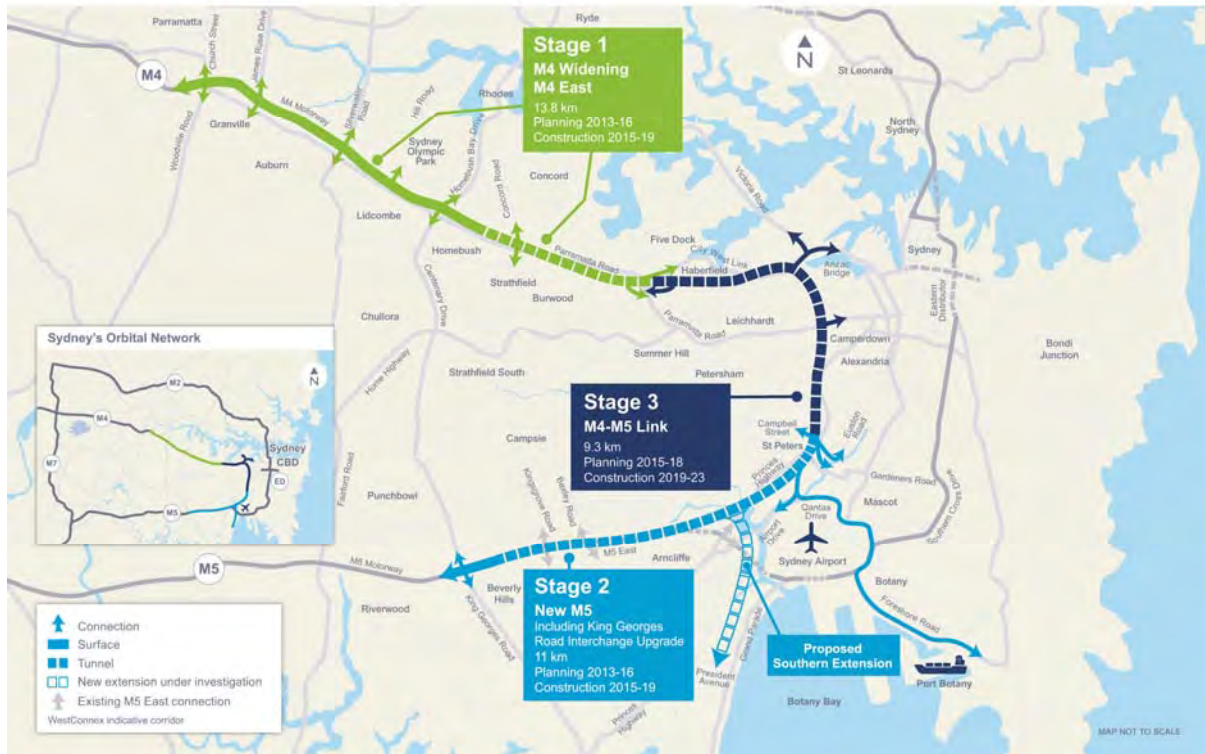 Parramatta
Church Street
James Ruse Drive
Ryde
M4
Woodville Road
Granville
M4 Motorway
Silverwater Road
Hill Road
Rhodes
Auburn
Sydney
Olympic
Park
Homebush Bay Drive
Lidcombe
Concord Road
Concord
Homebush
Strathfield
Burwood
Parramatta Road
Five Dock
City West Link
Haberfield
Victoria Road
Anzac
Bridge
St Leonards
North
Sydney
Sydney
Eastern
Distributor
Stage 1
M4 Widening
M4 East
13.8 km
Planning 2013-16
Construction 2015-19
N
Chullora
Centenary Drive
Parramatta Road
Leichhardt
Camperdown
Alexandria
Bondi
Junction
Summer Hill
Petersham
Strathfield South
Home Highway
Sydney's Orbital Network
N
M2
M4
M7
M5
Sydney
CBD
ED
Stage 3
M4-M5 Link
9.3 km
Planning 2015-18
Construction 2019-23
Campbell
Street
St Peters
Euston
Road
Princes
Highway
Gardeners Road
Mascot
Southern Cross Drive
Qantas
Drive
Airport
Drive
Sydney Airport
Botany
Foreshore Road
Port Botany
Botany Bay
Campsie
Punchbowl
Fairford Road
Kingsgrove Road
Bexley Road
M5 East
Arncliffe
M5
M5 Motorway
Riverwood
Beverly
Hills
King Georges Road
Stage 2
New M5
Including King Georges
Road Interchange Upgrade
11 km
Planning 2013-16
Construction 2015-19
President
Avenue
Grand Parade
Princes Highway
Proposed
Southern Extension
Connection
Surface
Tunnel
New extension under investigation
Existing M5 East connection
WestConnex indicative corridor
MAP NOT TO SCALE